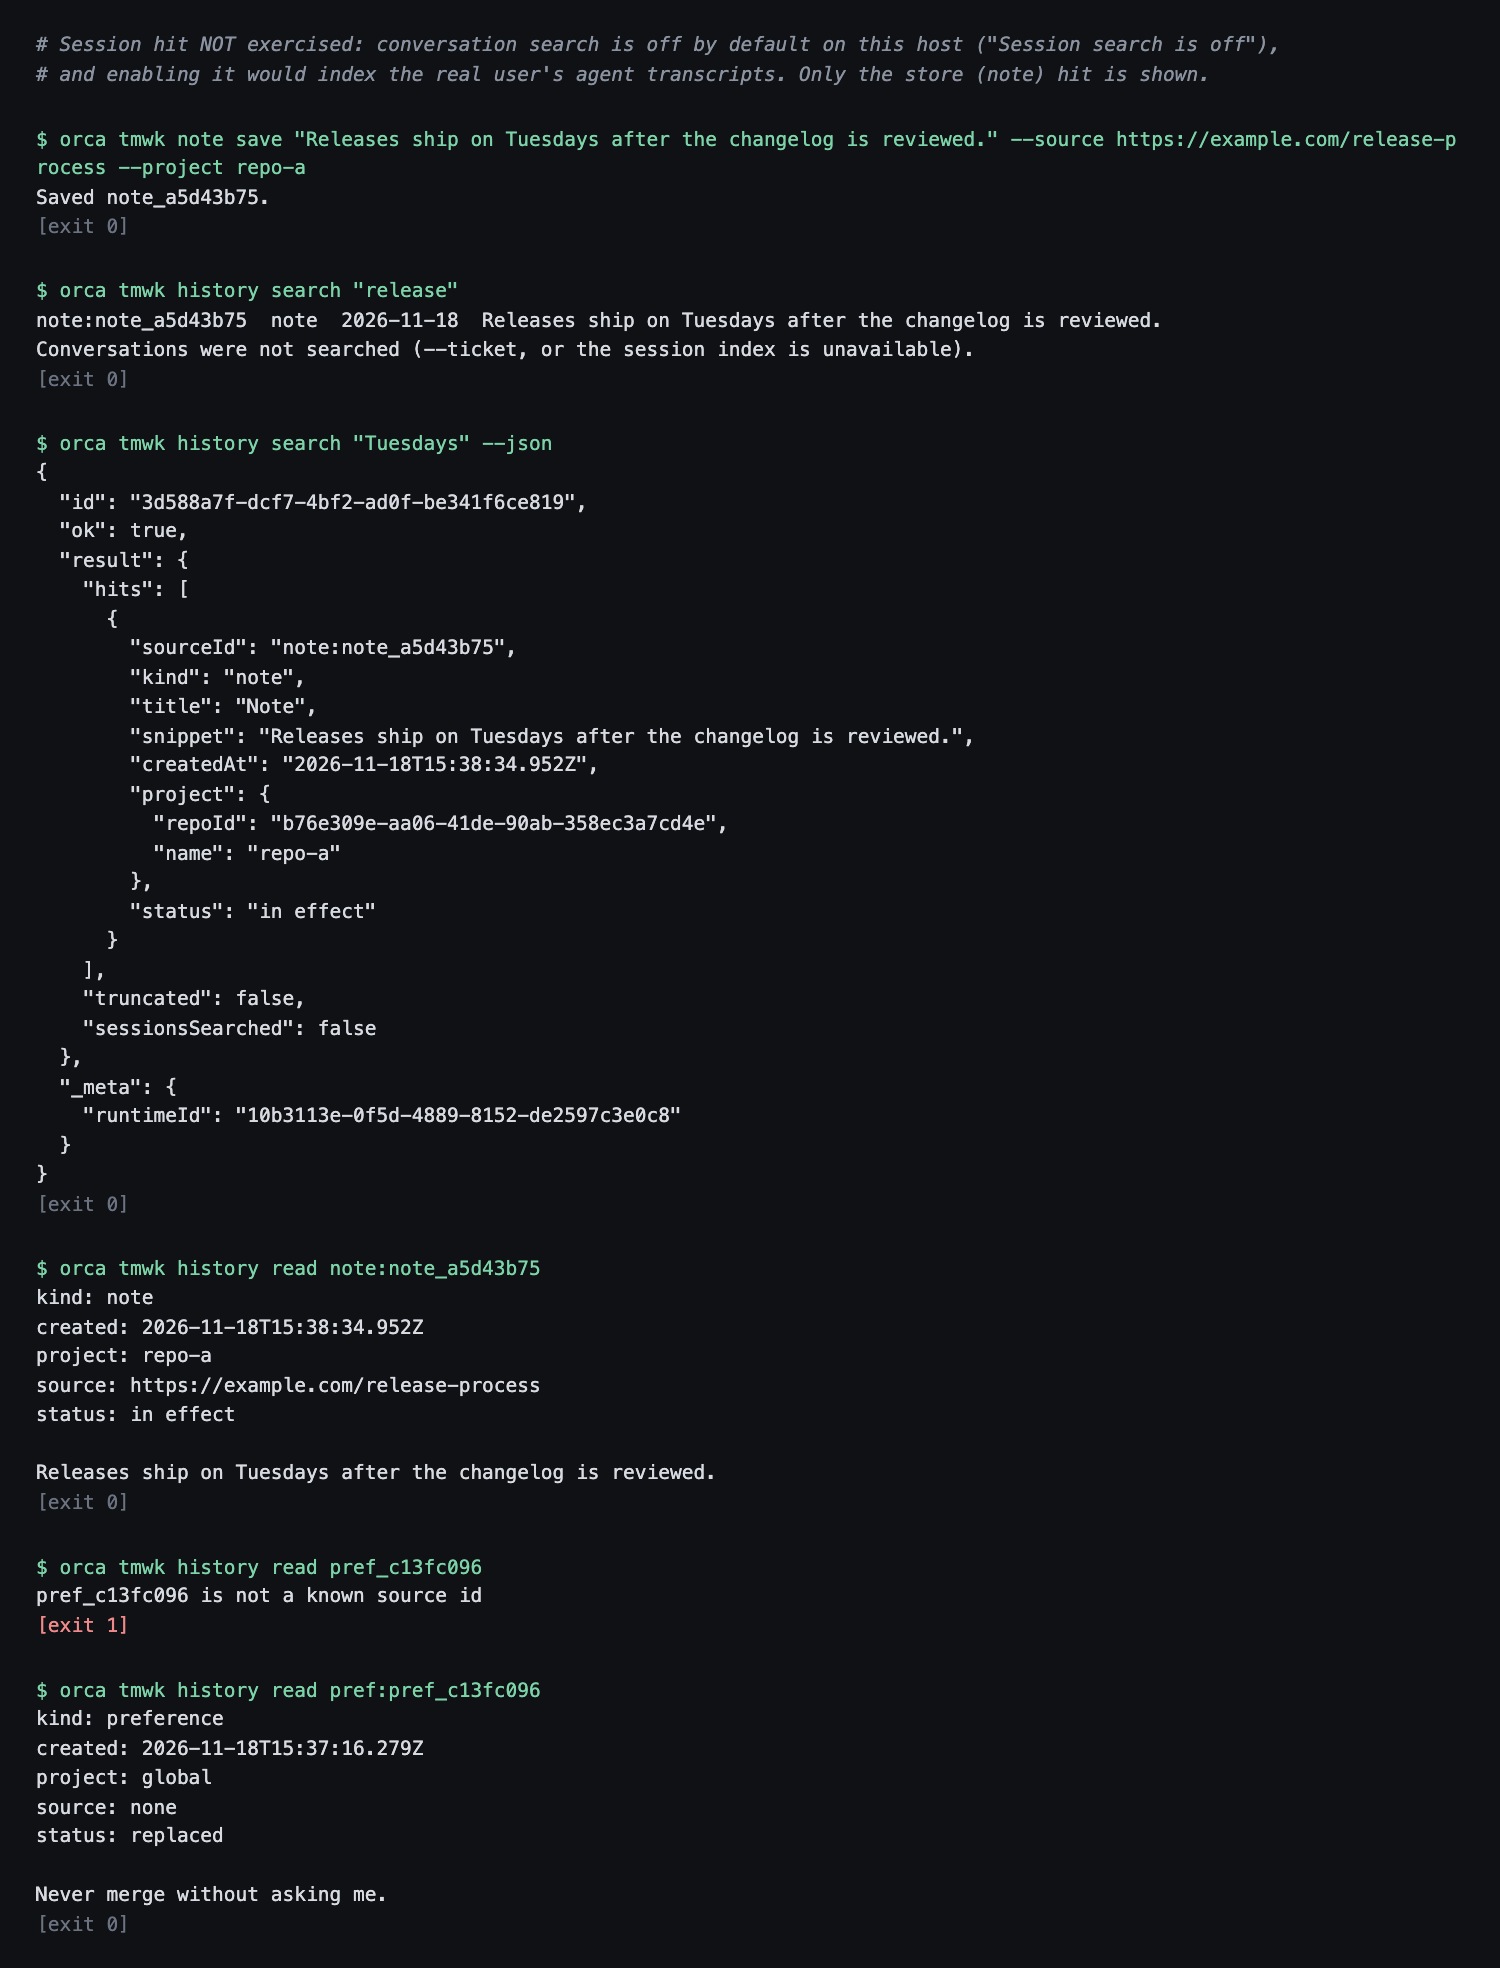 # Session hit NOT exercised: conversation search is off by default on this host ("Session search is off"),
# and enabling it would index the real user's agent transcripts. Only the store (note) hit is shown.

$ orca tmwk note save "Releases ship on Tuesdays after the changelog is reviewed." --source https://example.com/release-p
rocess --project repo-a
Saved note_a5d43b75.
[exit 0]

$ orca tmwk history search "release"
note:note_a5d43b75  note  2026-11-18  Releases ship on Tuesdays after the changelog is reviewed.
Conversations were not searched (--ticket, or the session index is unavailable).
[exit 0]

$ orca tmwk history search "Tuesdays" --json
{
  "id": "3d588a7f-dcf7-4bf2-ad0f-be341f6ce819",
  "ok": true,
  "result": {
    "hits": [
      {
        "sourceId": "note:note_a5d43b75",
        "kind": "note",
        "title": "Note",
        "snippet": "Releases ship on Tuesdays after the changelog is reviewed.",
        "createdAt": "2026-11-18T15:38:34.952Z",
        "project": {
          "repoId": "b76e309e-aa06-41de-90ab-358ec3a7cd4e",
          "name": "repo-a"
        },
        "status": "in effect"
      }
    ],
    "truncated": false,
    "sessionsSearched": false
  },
  "_meta": {
    "runtimeId": "10b3113e-0f5d-4889-8152-de2597c3e0c8"
  }
}
[exit 0]

$ orca tmwk history read note:note_a5d43b75
kind: note
created: 2026-11-18T15:38:34.952Z
project: repo-a
source: https://example.com/release-process
status: in effect

Releases ship on Tuesdays after the changelog is reviewed.
[exit 0]

$ orca tmwk history read pref_c13fc096
pref_c13fc096 is not a known source id
[exit 1]

$ orca tmwk history read pref:pref_c13fc096
kind: preference
created: 2026-11-18T15:37:16.279Z
project: global
source: none
status: replaced

Never merge without asking me.
[exit 0]